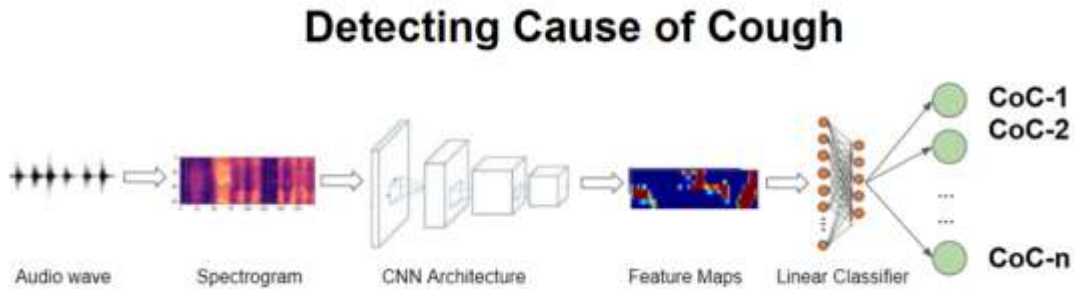 Detecting Cause of Cough
CoC-1
CoC-2
...
...
CoC-n
Audio wave
Spectrogram
CNN Architecture
Feature Maps
Linear Classifier